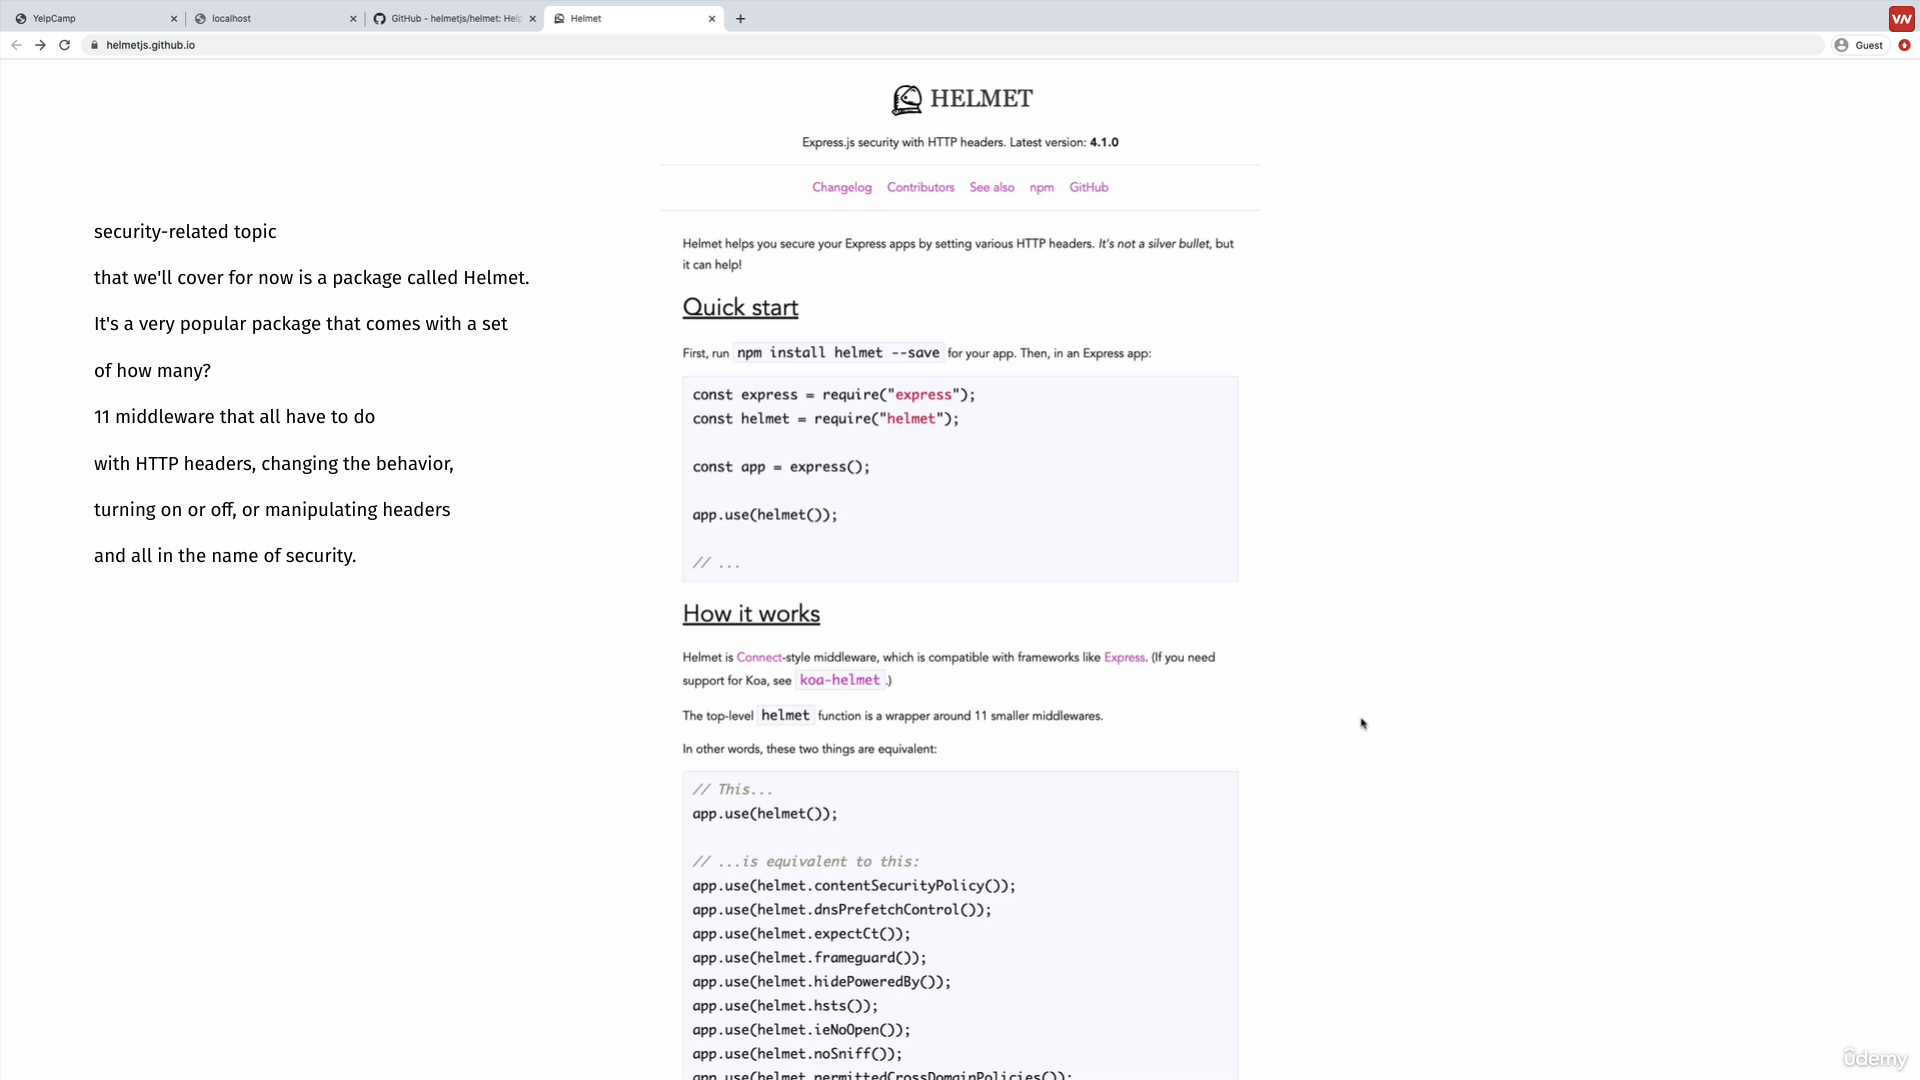 YelpCamp
localhost
GitHub - helmetjs/helmet: Help
Helmet
VN
helmetjs.github.io
Guest
HELMET
Express.js security with HTTP headers. Latest version: 4.1.0
Changelog Contributors See also npm GitHub
security-related topic
that we'll cover for now is a package called Helmet.
It's a very popular package that comes with a set
of how many?
11 middleware that all have to do
with HTTP headers, changing the behavior,
turning on or off, or manipulating headers
and all in the name of security.
Helmet helps you secure your Express apps by setting various HTTP headers. It's not a silver bullet, but
it can help!
Quick start
First, run npm install helmet --save for your app. Then, in an Express app:
const express = require("express");
const helmet = require("helmet");
const app = express();
app.use(helmet());
// ...
How it works
Helmet is Connect-style middleware, which is compatible with frameworks like Express. (If you need
support for Koa, see koa-helmet.)
The top-level helmet function is a wrapper around 11 smaller middlewares.
In other words, these two things are equivalent:
// This...
app.use(helmet());
// ...is equivalent to this:
app.use(helmet.contentSecurityPolicy());
app.use(helmet.dnsPrefetchControl());
app.use(helmet.expectCt());
app.use(helmet.frameguard());
app.use(helmet.hidePoweredBy());
app.use(helmet.hsts());
app.use(helmet.ieNoOpen());
app.use(helmet.noSniff());
app.use(helmet.permittedCrossDomainPolicies());
ûdemy